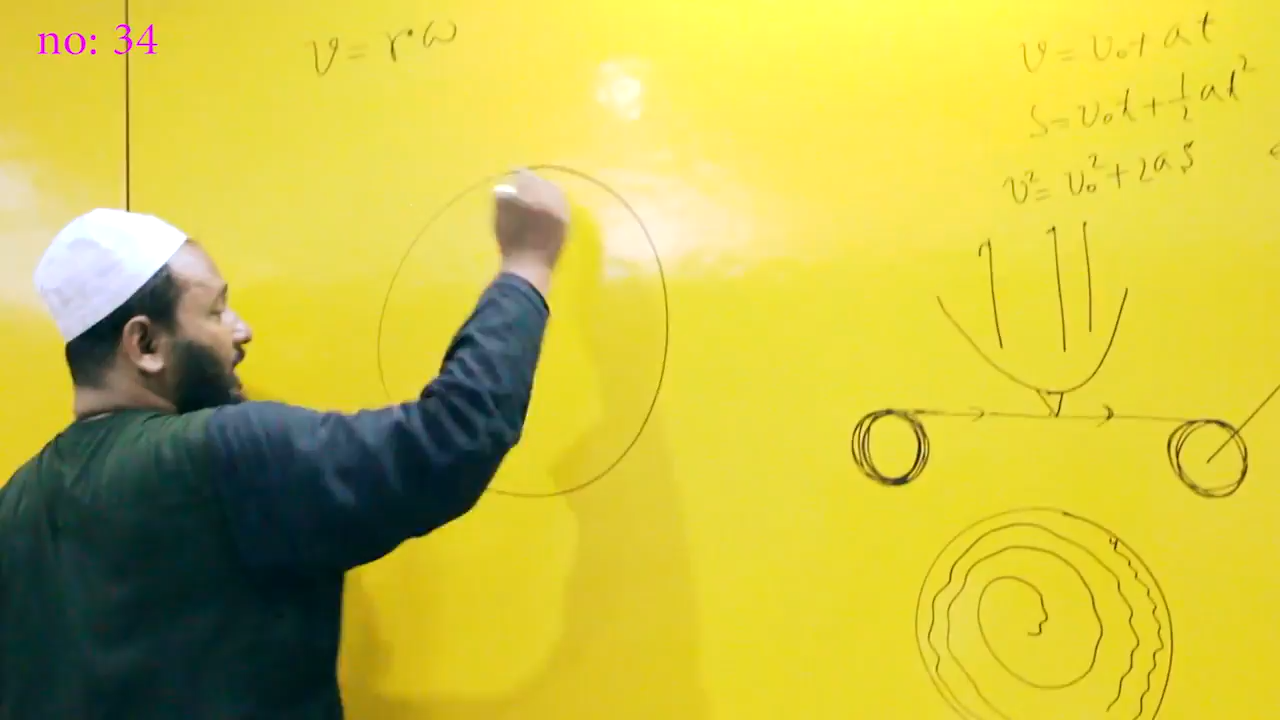 no: 34
v = rω
v = v₀ + at
s = v₀t + ½at²
v² = v₀² + 2as